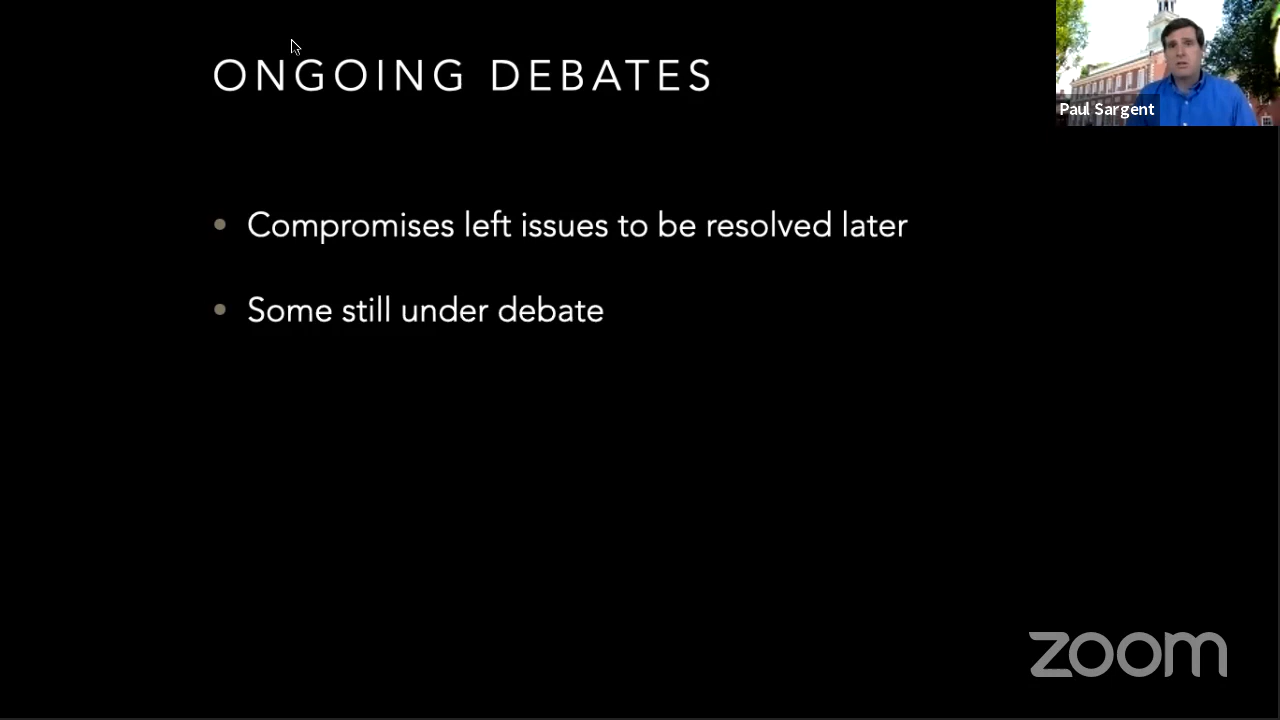 ONGOING DEBATES
Paul Sargent
• Compromises left issues to be resolved later
• Some still under debate
zoom